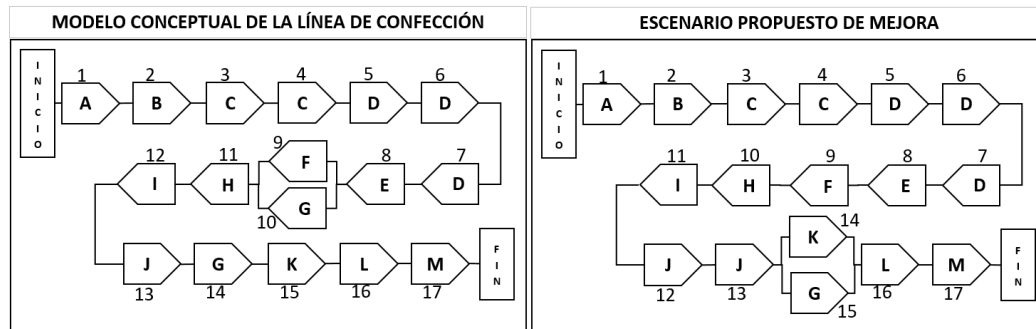 MODELO CONCEPTUAL DE LA LÍNEA DE CONFECCIÓN
INICIO
1 2 3 4 5 6
A B C C D D
12 11 9 8 7
I H F E D
10 G
J G K L M
13 14 15 16 17
FIN
ESCENARIO PROPUESTO DE MEJORA
INICIO
1 2 3 4 5 6
A B C C D D
11 10 9 8 7
I H F E D
K 14
J J L M
12 13 G 15 16 17
FIN